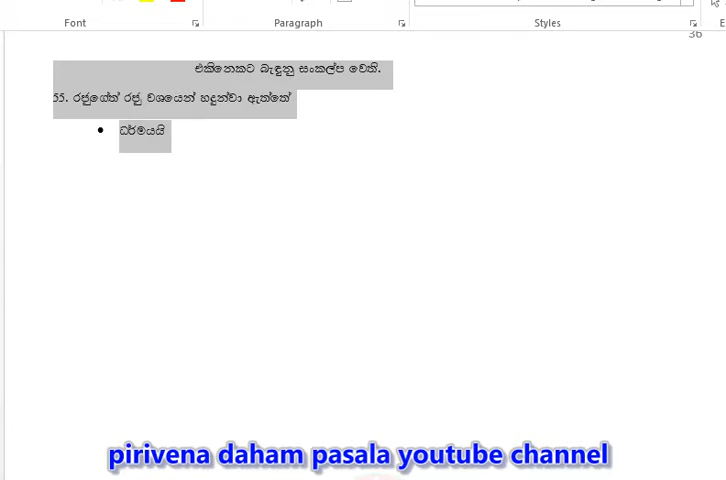 Font
Paragraph
Styles
36
එකිනෙකට බැඳුනු සංකල්ප වෙති.
55. රජුගේත් රජු වශයෙන් හදුන්වා ඇත්තේ
• ධර්මයයි
pirivena daham pasala youtube channel